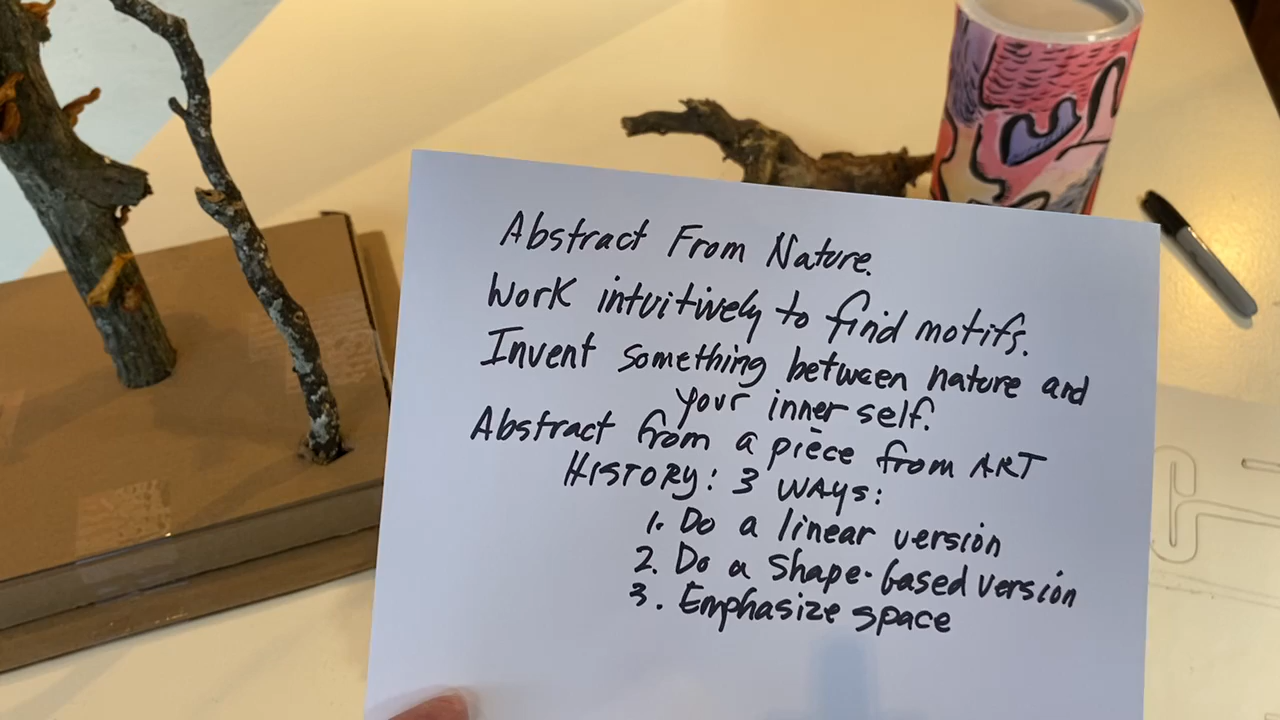 Abstract From Nature.
Work intuitively to find motifs.
Invent something between nature and
your inner self.
Abstract from a piece from ART
HISTORY: 3 WAYS:
1. Do a linear version
2. Do a Shape-based version
3. Emphasize space